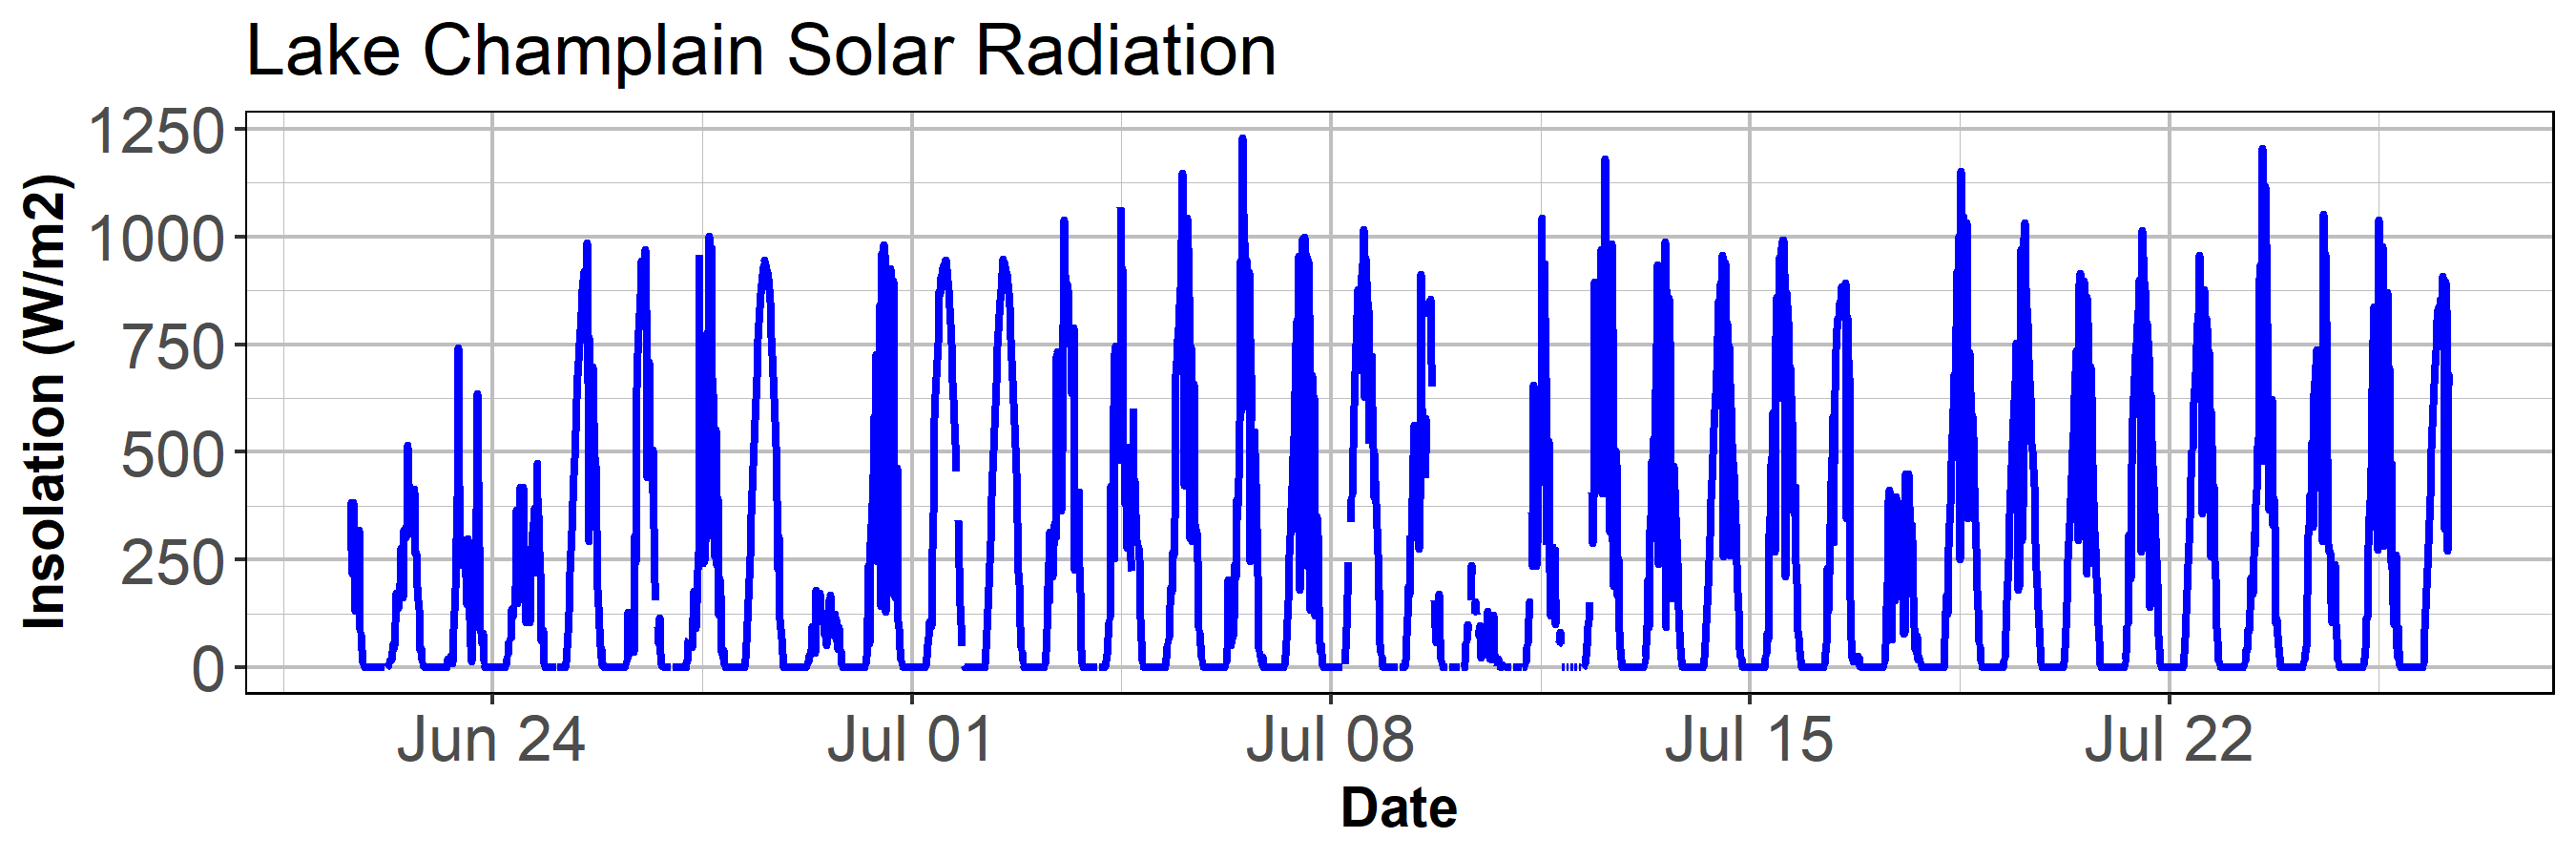 Lake Champlain Solar Radiation
1250
1000
750
500
250
0
Insolation (W/m2)
Jun 24
Jul 01
Jul 08
Jul 15
Jul 22
Date